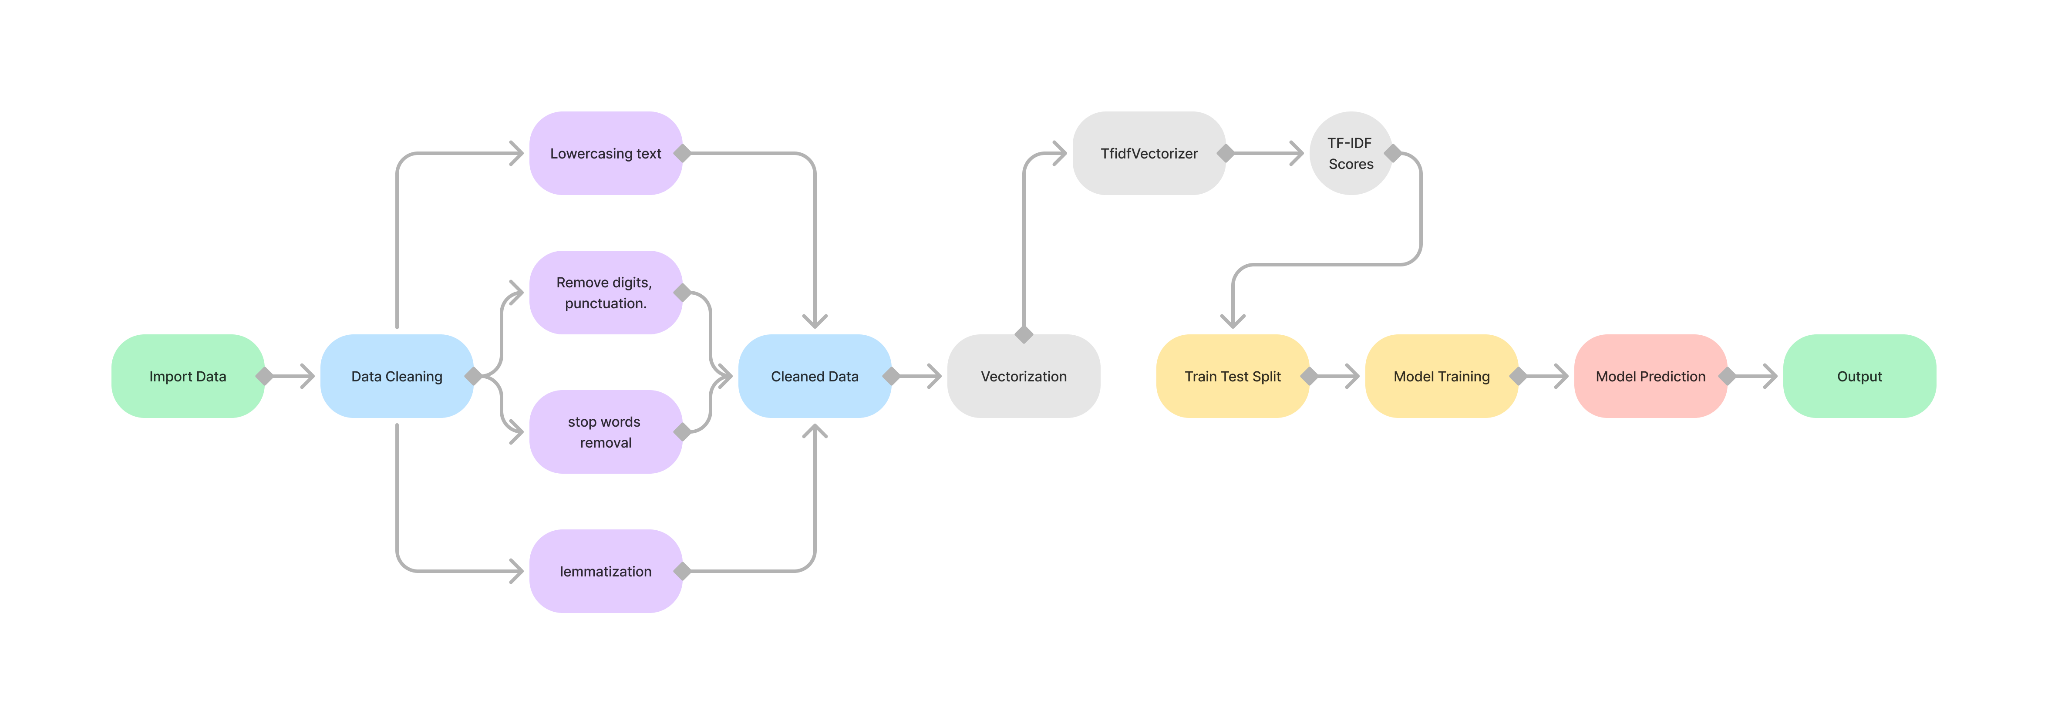 Import Data
Data Cleaning
Lowercasing text
Remove digits,
punctuation.
stop words
removal
lemmatization
Cleaned Data
Vectorization
TfidfVectorizer
TF-IDF
Scores
Train Test Split
Model Training
Model Prediction
Output